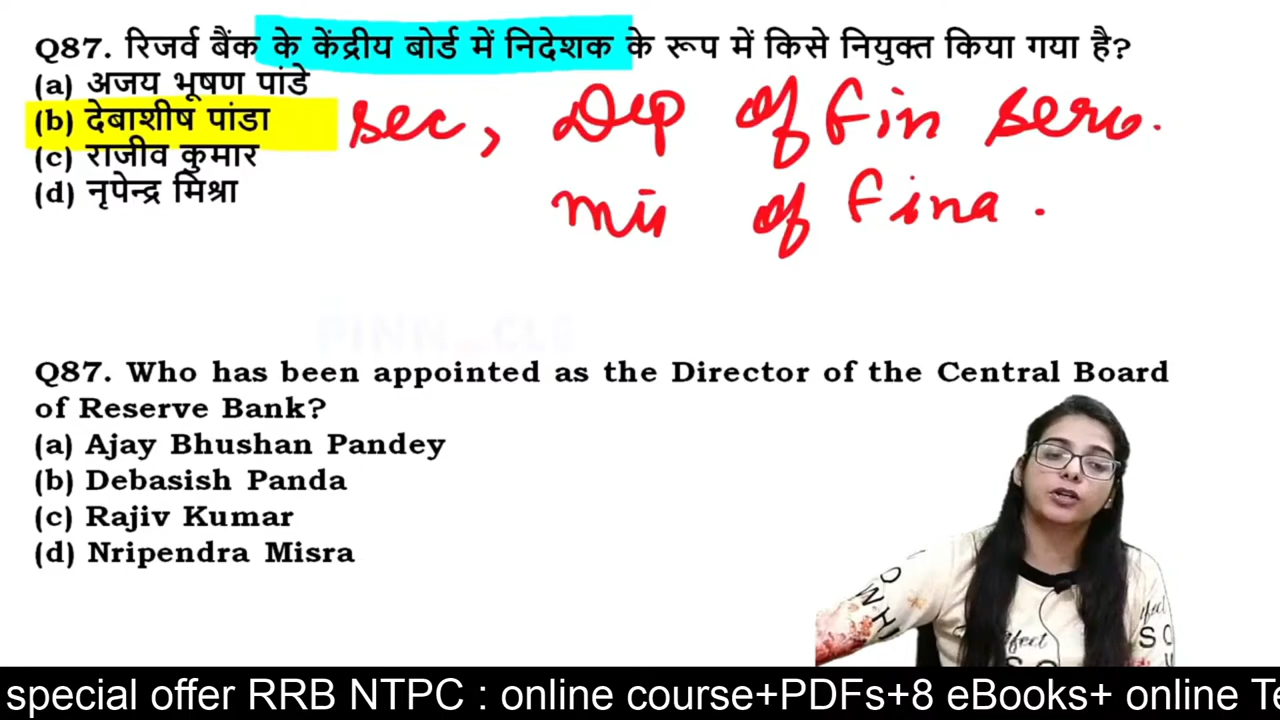 Q87. रिजर्व बैंक के केंद्रीय बोर्ड में निदेशक के रूप में किसे नियुक्त किया गया है?
(a) अजय भूषण पांडे
(b) देबाशीष पांडा sec, Dep of fin serv.
(c) राजीव कुमार
(d) नृपेन्द्र मिश्रा of fina.
Q87. Who has been appointed as the Director of the Central Board
of Reserve Bank?
(a) Ajay Bhushan Pandey
(b) Debasish Panda
(c) Rajiv Kumar
(d) Nripendra Misra
special offer RRB NTPC : online course+PDFs+8 eBooks+ online Te